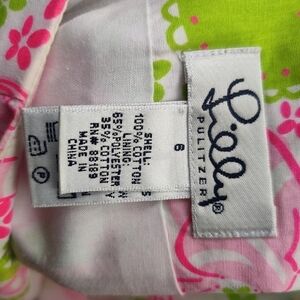 Lilly
PULITZER®
6
S
SHELL:
100% COTTON
LINING:
65% POLYESTER
35% COTTON
RN# 88189
MADE IN
CHINA